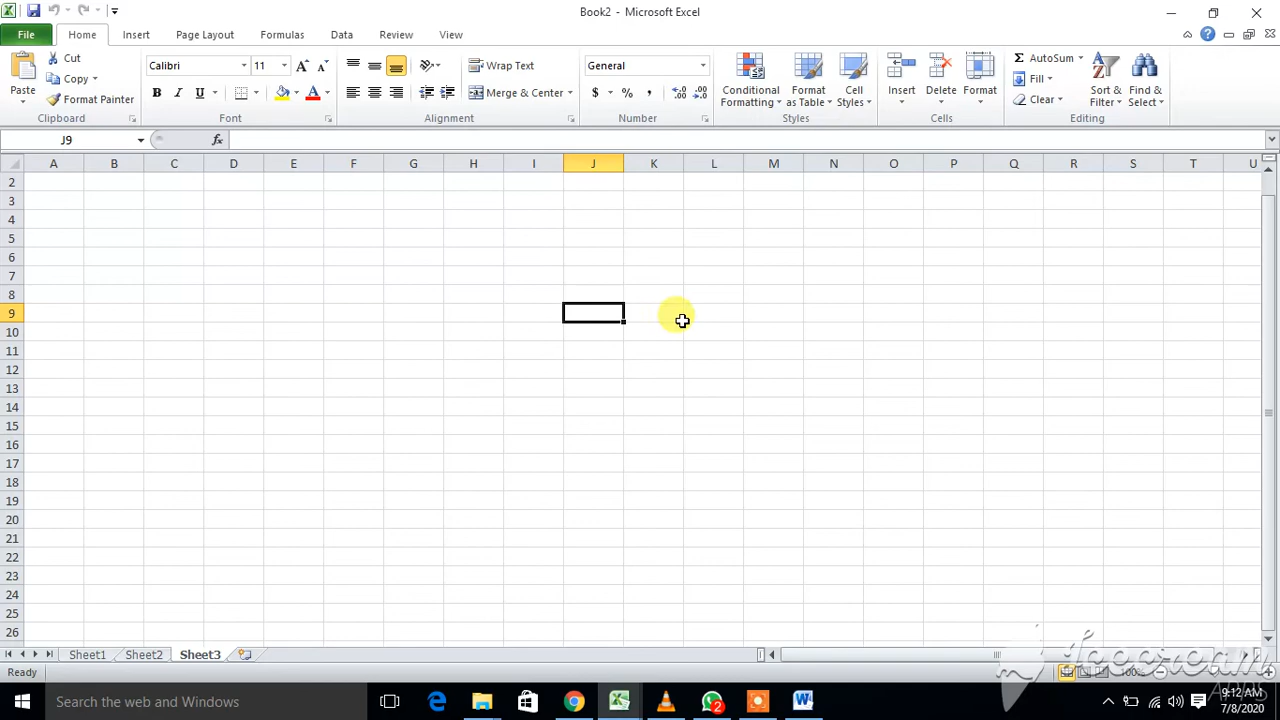 Book2 - Microsoft Excel
File Home Insert Page Layout Formulas Data Review View
Paste
Cut
Copy
Format Painter
Clipboard
Calibri 11
B I U
Font
Wrap Text
Merge & Center
Alignment
General
$ % ,
Number
Conditional Formatting
Format as Table
Cell Styles
Styles
Insert
Delete
Format
Cells
AutoSum
Fill
Clear
Sort & Filter
Find & Select
Editing
J9 fx
A B C D E F G H I J K L M N O P Q R S T U
2
3
4
5
6
7
8
9
10
11
12
13
14
15
16
17
18
19
20
21
22
23
24
25
26
Sheet1 Sheet2 Sheet3
Ready 100%
Search the web and Windows
2
9:12 AM
7/8/2020